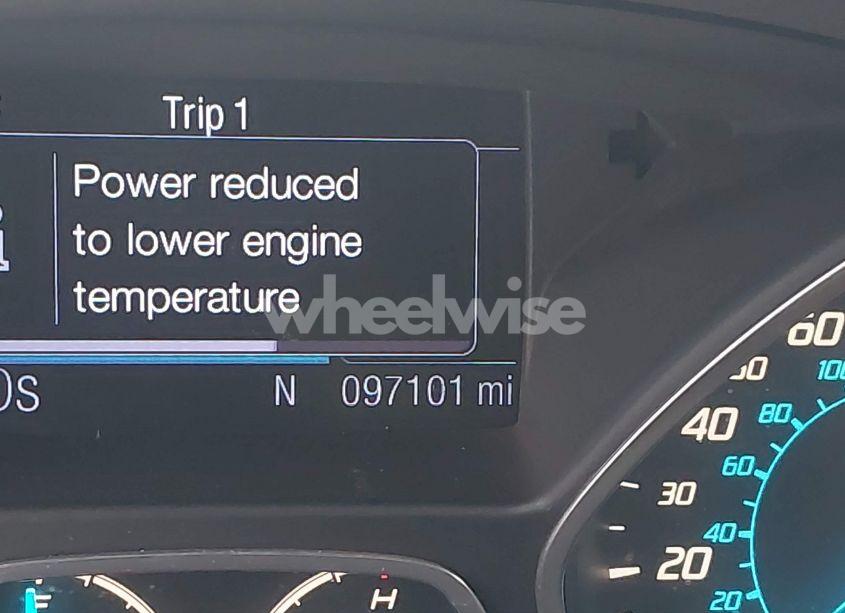 Trip 1
Power reduced
to lower engine
temperature
wheelwise
N 097101 mi
60
100
80
40
60
30
40
20
20
F
H